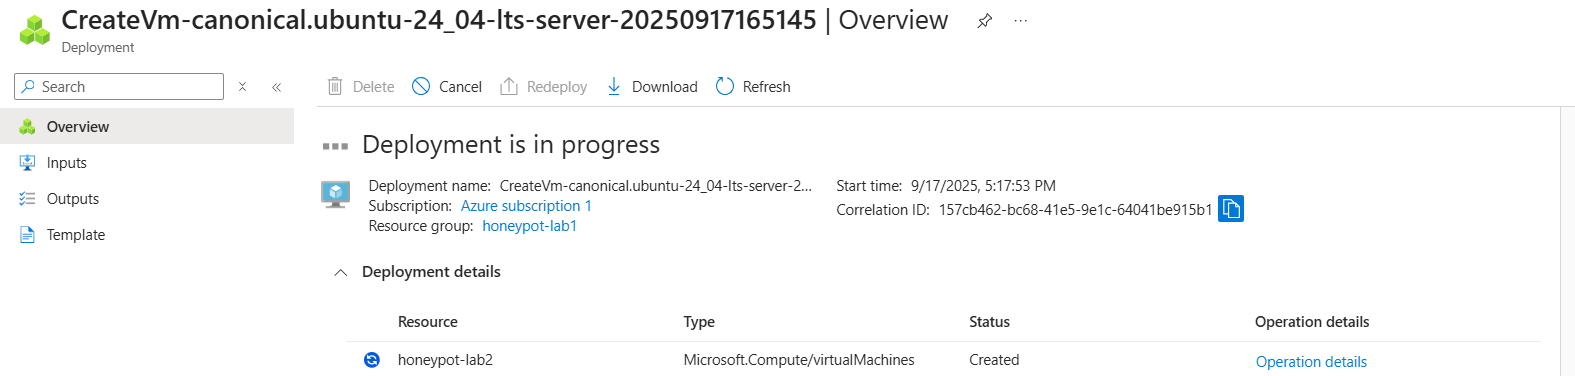 CreateVm-canonical.ubuntu-24_04-lts-server-20250917165145 | Overview
Deployment
Search
Delete Cancel Redeploy Download Refresh
Overview
Inputs
Outputs
Template
Deployment is in progress
Deployment name: CreateVm-canonical.ubuntu-24_04-lts-server-2...
Subscription: Azure subscription 1
Resource group: honeypot-lab1
Start time: 9/17/2025, 5:17:53 PM
Correlation ID: 157cb462-bc68-41e5-9e1c-64041be915b1
Deployment details
Resource Type Status Operation details
honeypot-lab2 Microsoft.Compute/virtualMachines Created Operation details